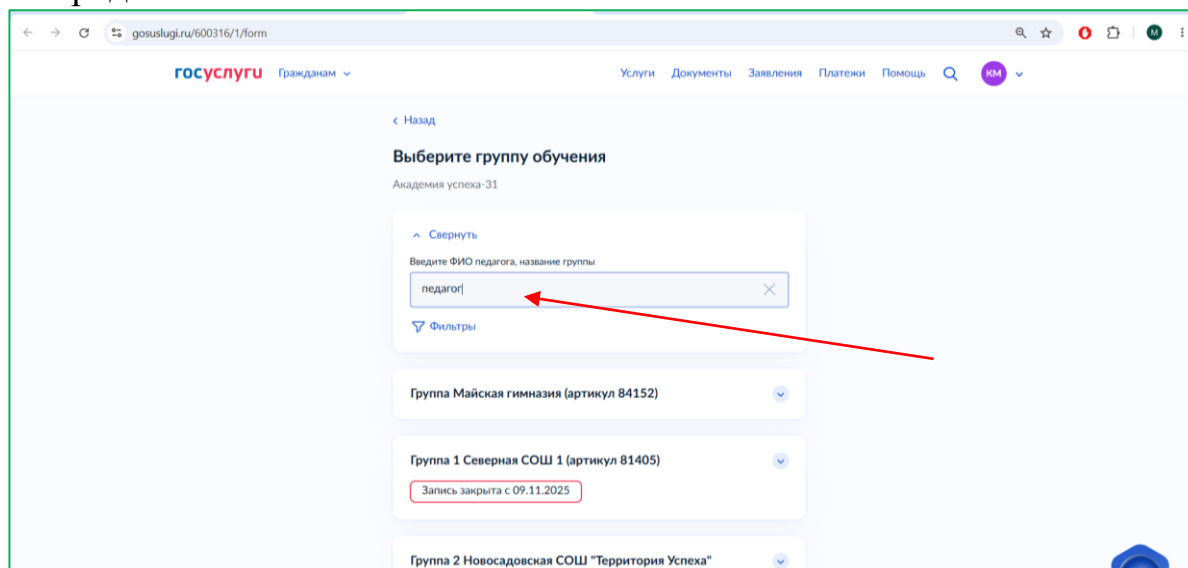 gosuslugi.ru/600316/1/form
М
госуслуги Гражданам Услуги Документы Заявления Платежи Помощь КМ
Назад
Выберите группу обучения
Академия успеха-31
Свернуть
Введите ФИО педагога, название группы
педагог
Фильтры
Группа Майская гимназия (артикул 84152)
Группа 1 Северная СОШ 1 (артикул 81405)
Запись закрыта с 09.11.2025
Группа 2 Новосадовская СОШ "Территория Успеха"